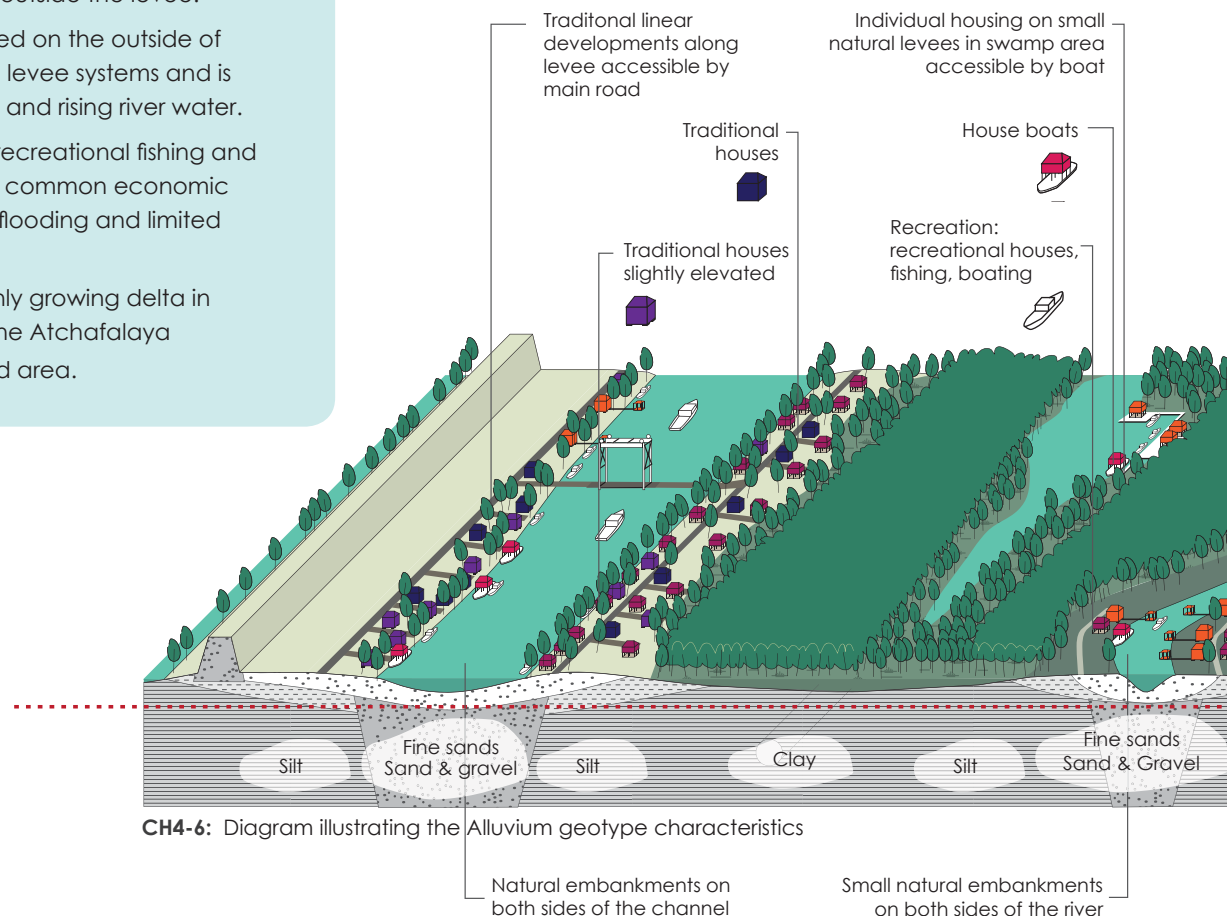 outside the levee.
ed on the outside of
levee systems and is
and rising river water.
recreational fishing and
common economic
flooding and limited
nly growing delta in
he Atchafalaya
d area.
Traditonal linear
developments along
levee accessible by
main road
Individual housing on small
natural levees in swamp area
accessible by boat
Traditional
houses
House boats
Traditional houses
slightly elevated
Recreation:
recreational houses,
fishing, boating
Silt
Fine sands
Sand & gravel
Silt
Clay
Silt
Fine sands
Sand & Gravel
CH4-6: Diagram illustrating the Alluvium geotype characteristics
Natural embankments on
both sides of the channel
Small natural embankments
on both sides of the river